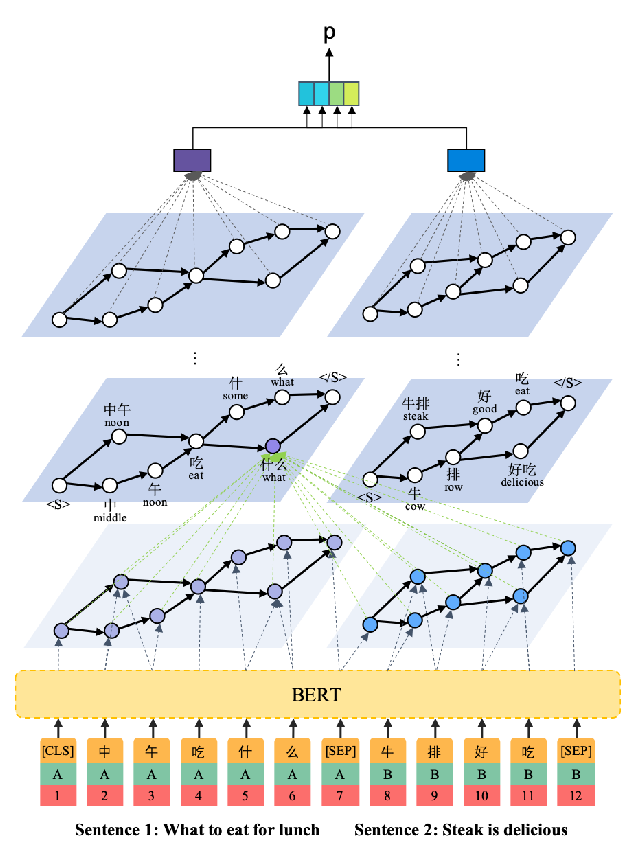 p
⋮
⋮
<S>
中午
noon
中
middle
午
noon
吃
eat
什
some
么
what
什么
what
</S>
<S>
牛排
steak
牛
cow
排
row
好
good
吃
eat
好吃
delicious
</S>
BERT
[CLS] 中 午 吃 什 么 [SEP] 牛 排 好 吃 [SEP]
A A A A A A A B B B B B
1 2 3 4 5 6 7 8 9 10 11 12
Sentence 1: What to eat for lunch
Sentence 2: Steak is delicious